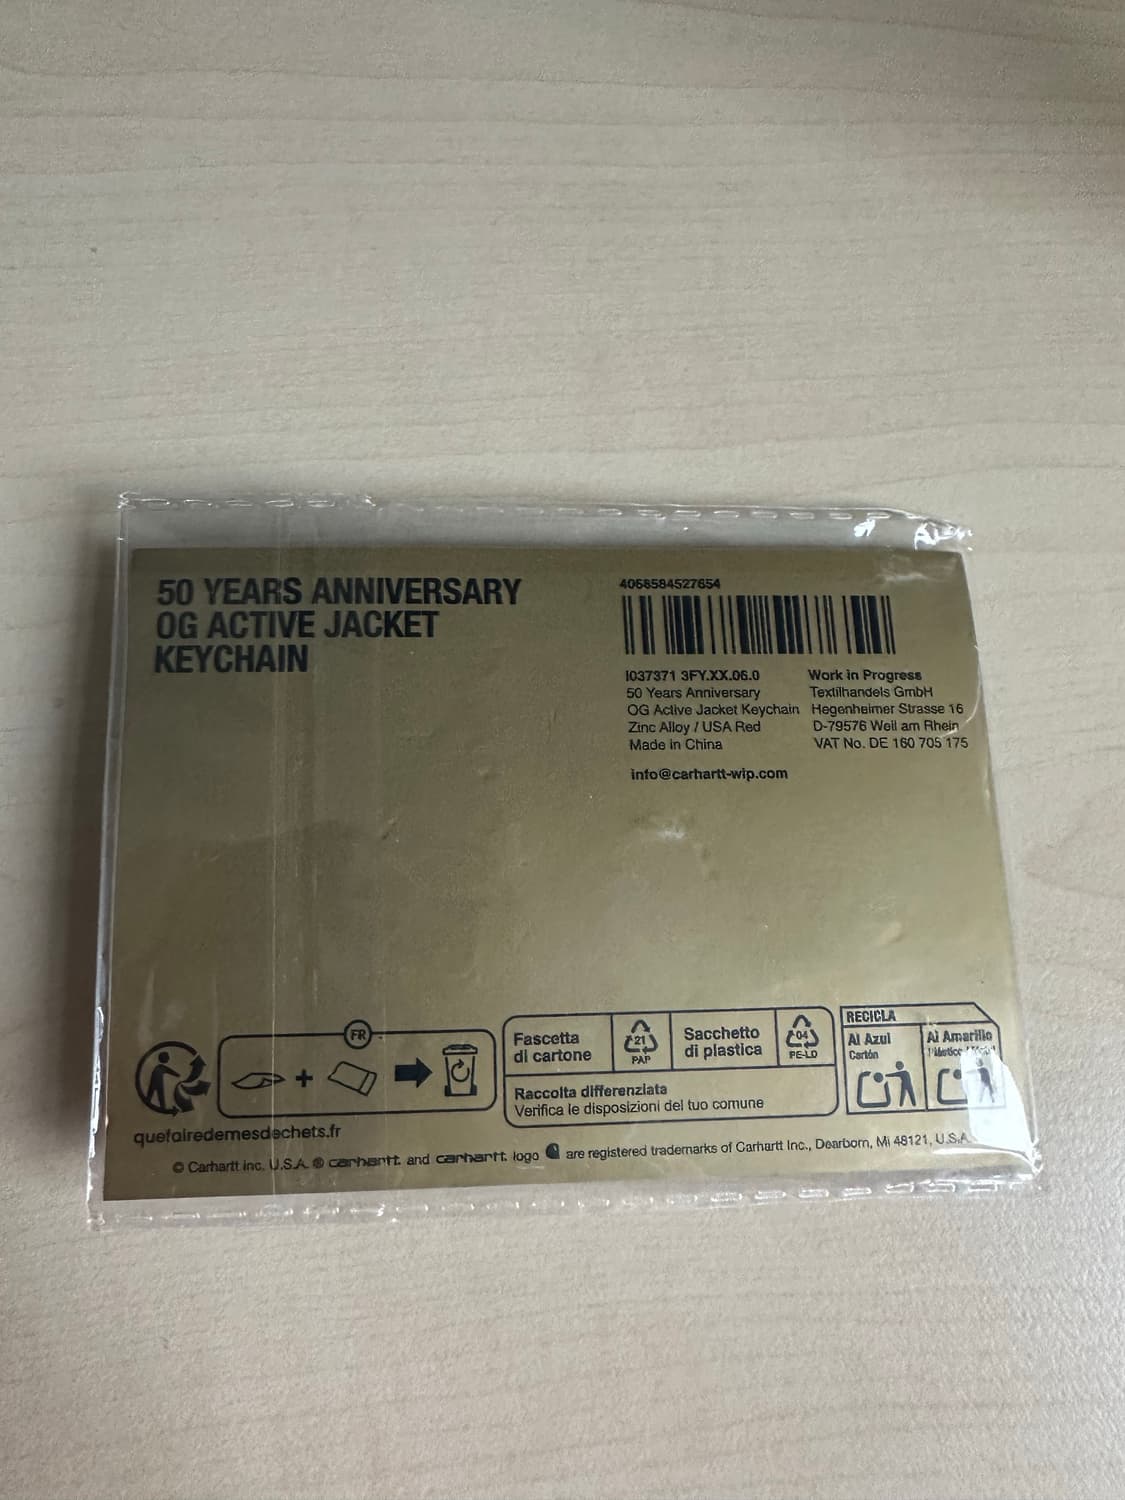 50 YEARS ANNIVERSARY
OG ACTIVE JACKET
KEYCHAIN
4068584527654
I037371 3FY.XX.06.0
50 Years Anniversary
OG Active Jacket Keychain
Zinc Alloy / USA Red
Made in China
info@carhartt-wip.com
Work in Progress
Textilhandels GmbH
Hegenheimer Strasse 16
D-79576 Weil am Rhein
VAT No. DE 160 705 175
FR
+
quefairedemesdechets.fr
Fascetta
di cartone
21
PAP
Sacchetto
di plastica
04
PE-LD
Raccolta differenziata
Verifica le disposizioni del tuo comune
RECICLA
Al Azul
Cartón
Al Amarillo
© Carhartt Inc. U.S.A. ® carhartt. and carhartt. logo are registered trademarks of Carhartt Inc., Dearborn, Mi 48121, U.S.A.